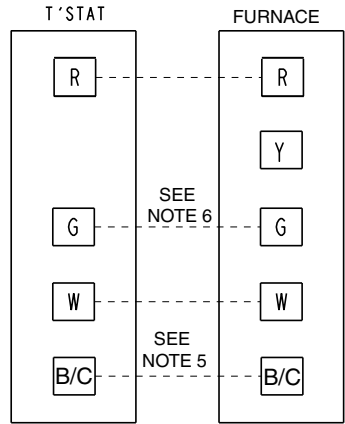 T'STAT FURNACE
R R
Y
SEE
NOTE 6
G G
W W
SEE
NOTE 5
B/C B/C